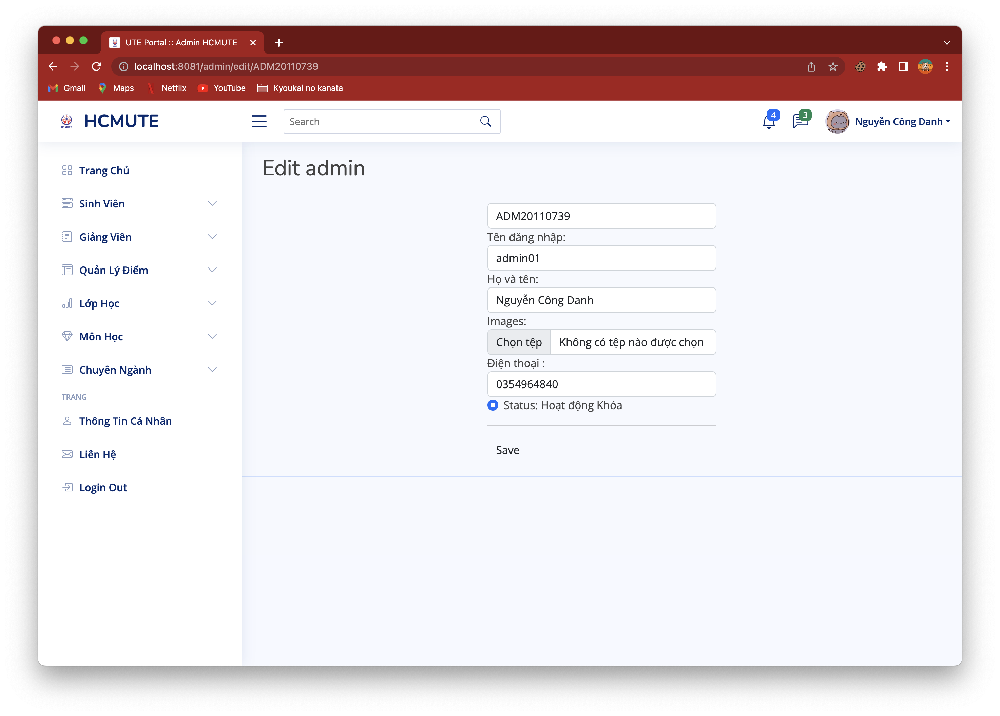 UTE Portal :: Admin HCMUTE
localhost:8081/admin/edit/ADM20110739
Gmail Maps Netflix YouTube Kyoukai no kanata
HCMUTE HCMUTE Search 4 3 Nguyễn Công Danh
Trang Chủ
Sinh Viên
Giảng Viên
Quản Lý Điểm
Lớp Học
Môn Học
Chuyên Ngành
TRANG
Thông Tin Cá Nhân
Liên Hệ
Login Out
Edit admin
ADM20110739
Tên đăng nhập:
admin01
Họ và tên:
Nguyễn Công Danh
Images:
Chọn tệp Không có tệp nào được chọn
Điện thoại :
0354964840
Status: Hoạt động Khóa
Save